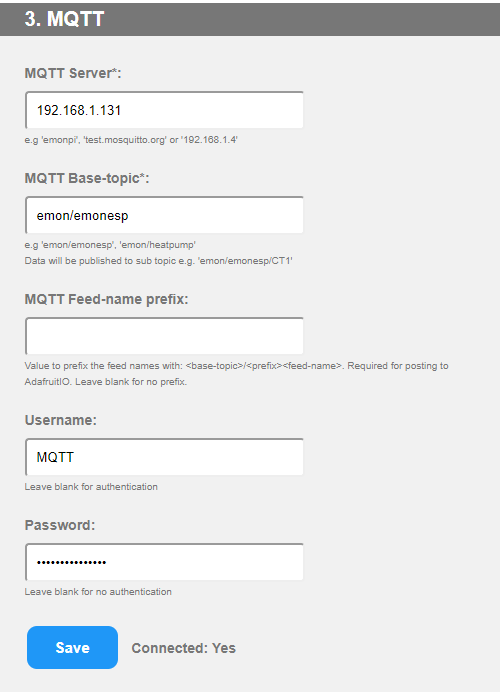 3. MQTT
MQTT Server*:
192.168.1.131
e.g 'emonpi', 'test.mosquitto.org' or '192.168.1.4'
MQTT Base-topic*:
emon/emonesp
e.g 'emon/emonesp', 'emon/heatpump'
Data will be published to sub topic e.g. 'emon/emonesp/CT1'
MQTT Feed-name prefix:
Value to prefix the feed names with: <base-topic>/<prefix><feed-name>. Required for posting to
AdafruitIO. Leave blank for no prefix.
Username:
MQTT
Leave blank for authentication
Password:
•••••••••••••••
Leave blank for no authentication
Save Connected: Yes